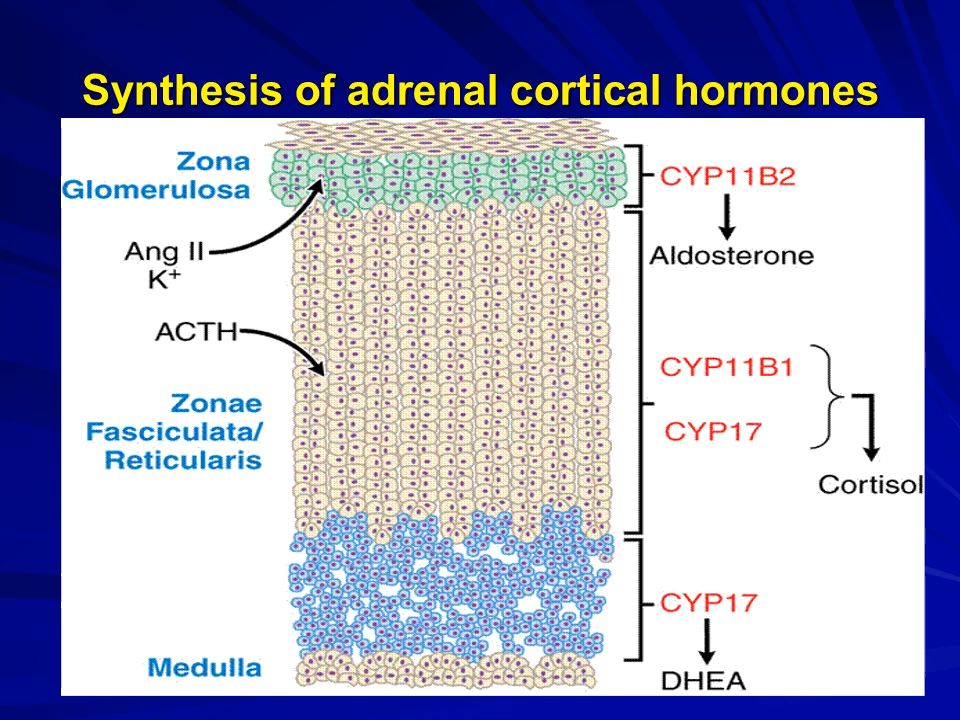 Synthesis of adrenal cortical hormones
Zona
Glomerulosa
CYP11B2
Ang II
K+
Aldosterone
ACTH
CYP11B1
Zonae
Fasciculata/
Reticularis
CYP17
Cortisol
CYP17
Medulla
DHEA